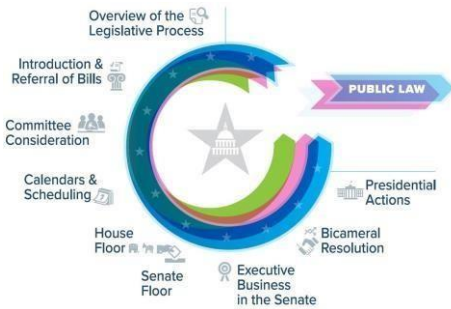 Overview of the
Legislative Process
Introduction &
Referral of Bills
PUBLIC LAW
Committee
Consideration
Calendars &
Scheduling
Presidential
Actions
House
Floor
Bicameral
Resolution
Senate
Floor
Executive
Business
in the Senate